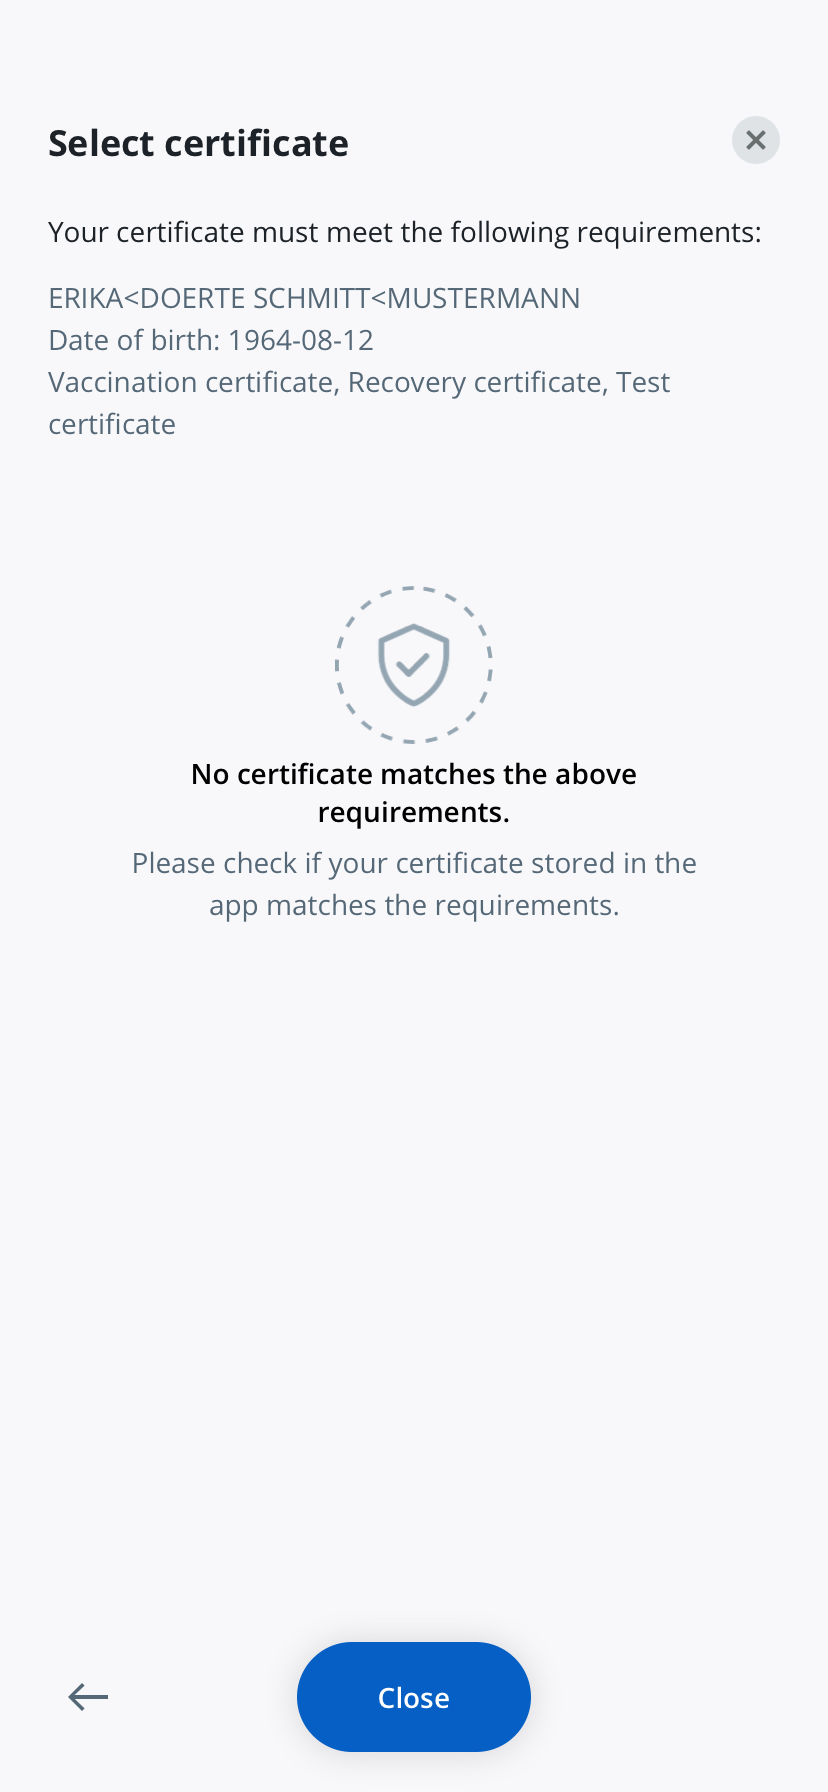 Select certificate
Your certificate must meet the following requirements:
ERIKA<DOERTE SCHMITT<MUSTERMANN
Date of birth: 1964-08-12
Vaccination certificate, Recovery certificate, Test
certificate
No certificate matches the above
requirements.
Please check if your certificate stored in the
app matches the requirements.
Close